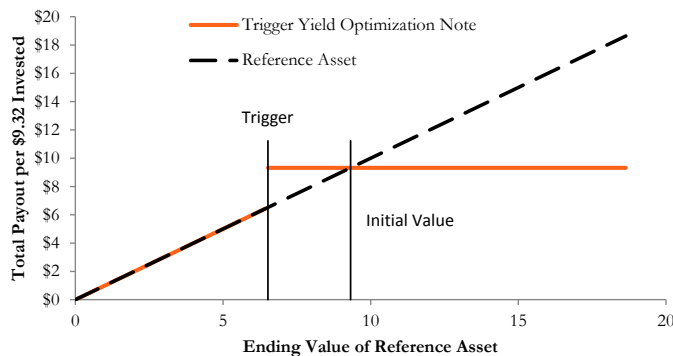 $20
$18
$16
$14
$12
$10
$8
$6
$4
$2
$0
Total Payout per $9.32 Invested
Trigger Yield Optimization Note
Reference Asset
Trigger
Initial Value
0
5
10
15
20
Ending Value of Reference Asset